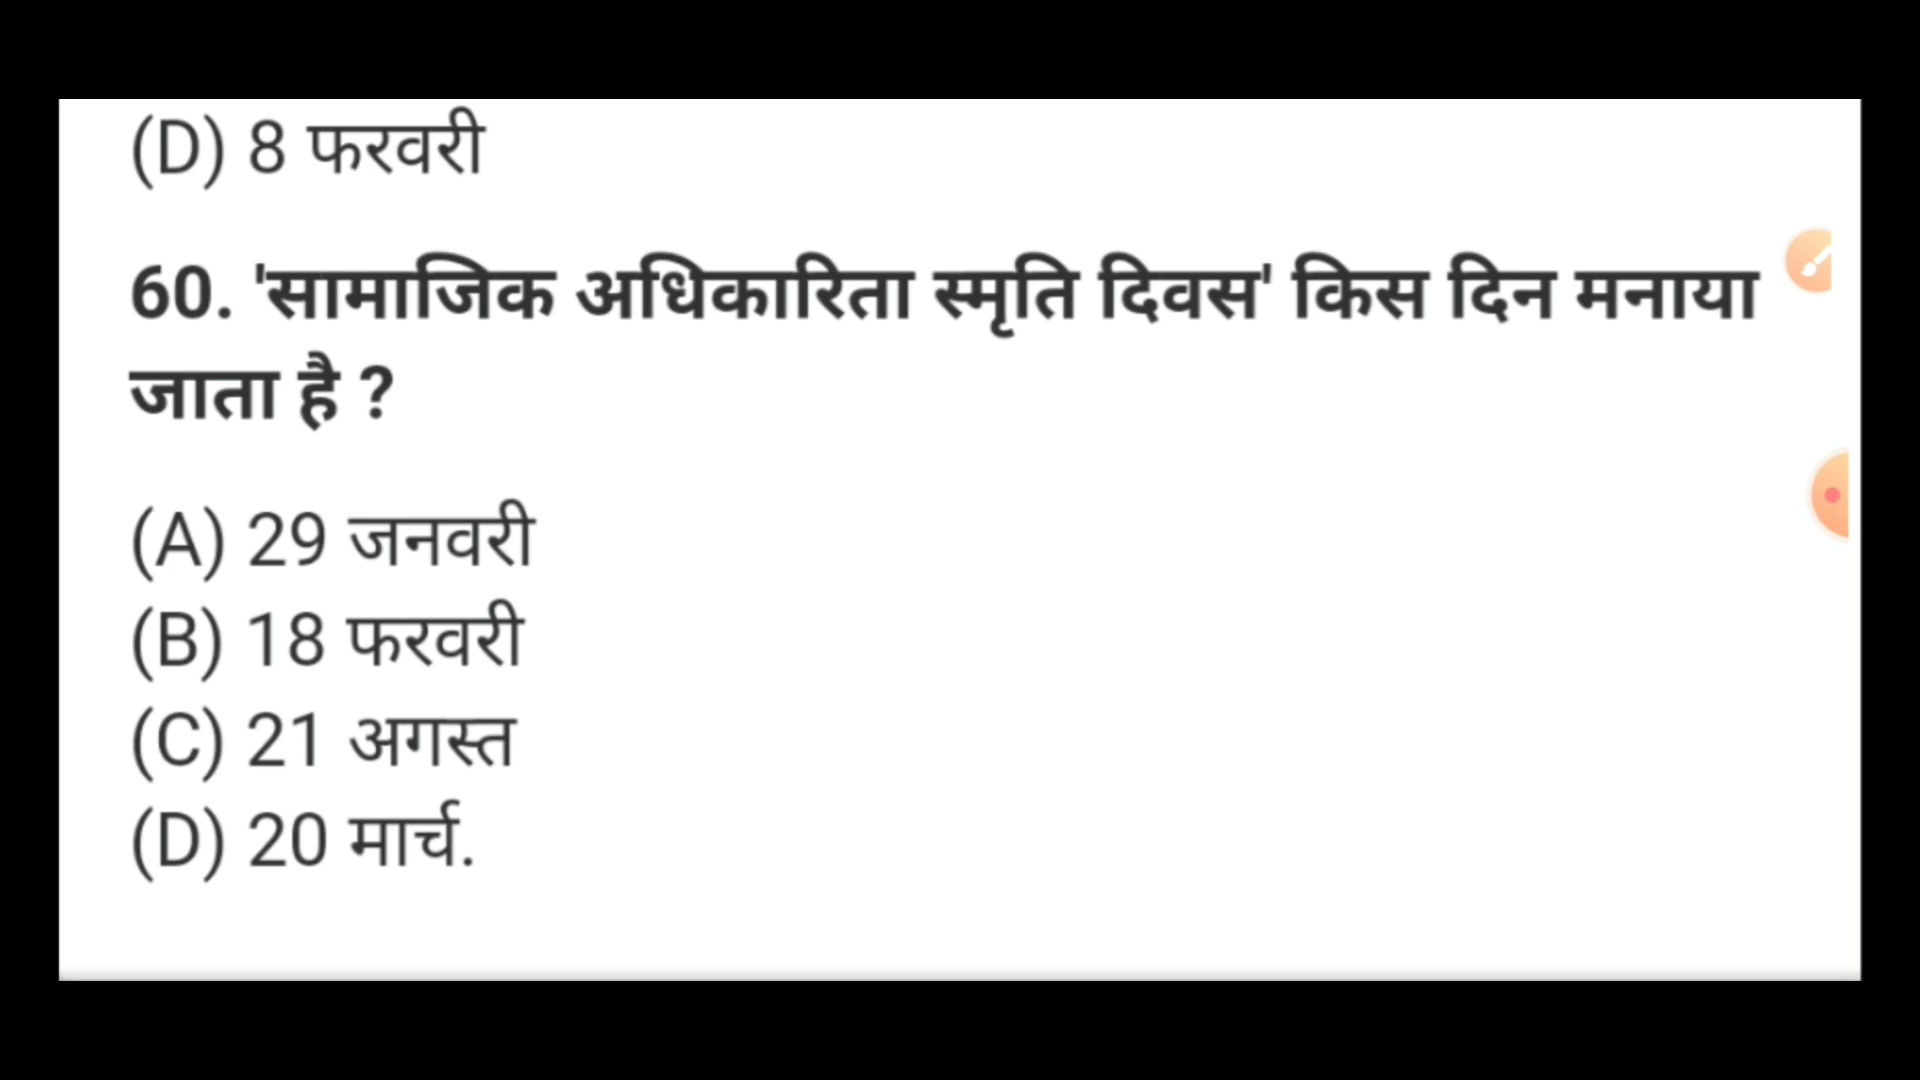 (D) 8 फरवरी
60. 'सामाजिक अधिकारिता स्मृति दिवस' किस दिन मनाया
जाता है ?
(A) 29 जनवरी
(B) 18 फरवरी
(C) 21 अगस्त
(D) 20 मार्च.